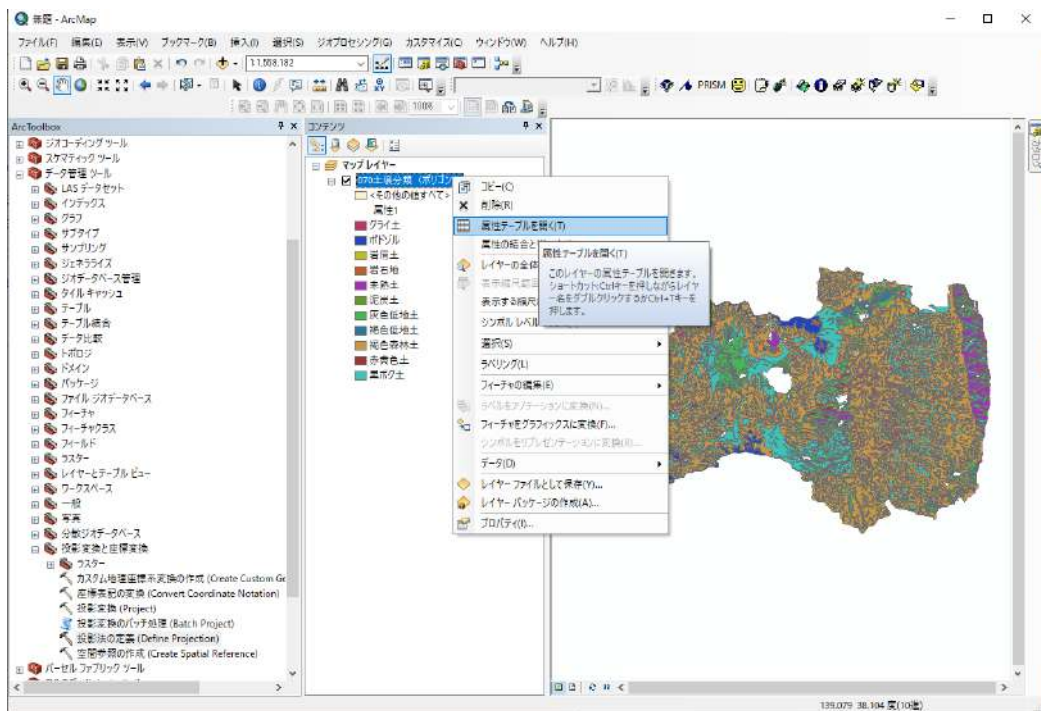 無題 - ArcMap
ファイル(F) 編集(E) 表示(V) ブックマーク(B) 挿入(I) 選択(S) ジオプロセシング(G) カスタマイズ(C) ウィンドウ(W) ヘルプ(H)
1:1,508,182
PRISM
100%
ArcToolbox
ジオコーディング ツール
スケマティック ツール
データ管理 ツール
LAS データセット
インデックス
グラフ
サブタイプ
サンプリング
ジェネラライズ
ジオデータベース管理
タイル キャッシュ
テーブル
テーブル結合
データ比較
トポロジ
ドメイン
パッケージ
ファイル ジオデータベース
フィーチャ
フィーチャクラス
フィールド
ラスター
レイヤーとテーブル ビュー
ワークスペース
一般
写真
分散ジオデータベース
投影変換と座標変換
ラスター
カスタム地理座標系変換の作成 (Create Custom Ge
座標表記の変換 (Convert Coordinate Notation)
投影変換 (Project)
投影変換のバッチ処理 (Batch Project)
投影法の定義 (Define Projection)
空間参照の作成 (Create Spatial Reference)
パーセル ファブリック ツール
コンテンツ
マップ レイヤー
070土壌分類 (ポリゴン)
<その他の値すべて>
属性1
グライ土
ポドゾル
岩屑土
岩石地
未熟土
泥炭土
灰色低地土
褐色低地土
褐色森林土
赤黄色土
黒ボク土
コピー(C)
削除(R)
属性テーブルを開く(T)
属性の結合と
レイヤーの全体
表示縮尺範囲
表示する縮尺
シンボル レベル
選択(S)
ラベリング(L)
フィーチャの編集(E)
ラベルをアノテーションに変換(N)...
フィーチャをグラフィックスに変換(F)...
シンボルをリプレゼンテーションに変換(B)...
データ(D)
レイヤー ファイルとして保存(Y)...
レイヤー パッケージの作成(A)...
プロパティ(I)...
属性テーブルを開く(T)
このレイヤーの属性テーブルを開きます。
ショートカット:Ctrlキーを押しながらレイヤ
ー名をダブルクリックするかCtrl+Tキーを
押します。
カタログ
139.079 38.104 度(10進)